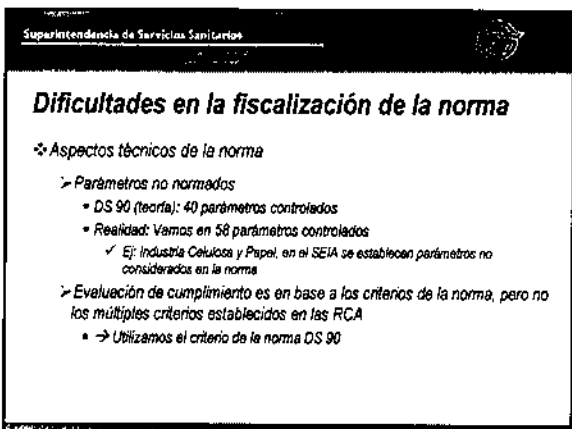 Superintendencia de Servicios Sanitarios
Dificultades en la fiscalización de la norma
❖ Aspectos técnicos de la norma
➢ Parámetros no normados
• DS 90 (teoría): 40 parámetros controlados
• Realidad: Vamos en 58 parámetros controlados
✓ Ej: Industria Celulosa y Papel, en el SEIA se establecen parámetros no
considerados en la norma
➢ Evaluación de cumplimiento es en base a los criterios de la norma, pero no
los múltiples criterios establecidos en las RCA
• → Utilizamos el criterio de la norma DS 90